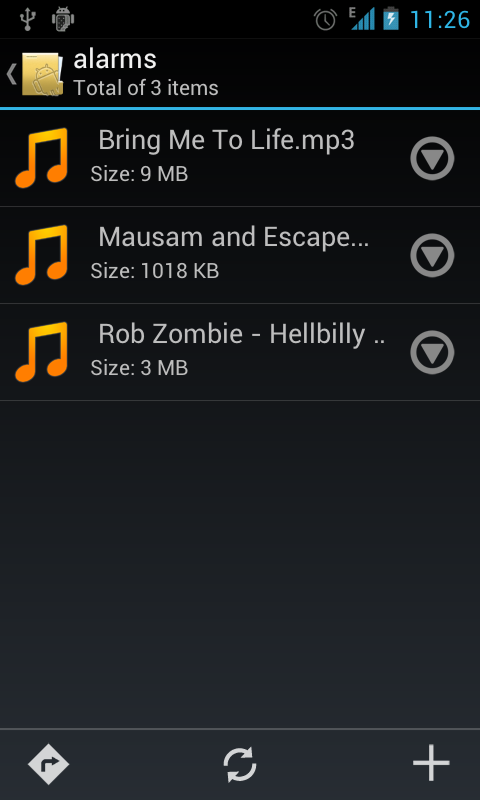 E
11:26
alarms
Total of 3 items
Bring Me To Life.mp3
Size: 9 MB
Mausam and Escape...
Size: 1018 KB
Rob Zombie - Hellbilly ..
Size: 3 MB